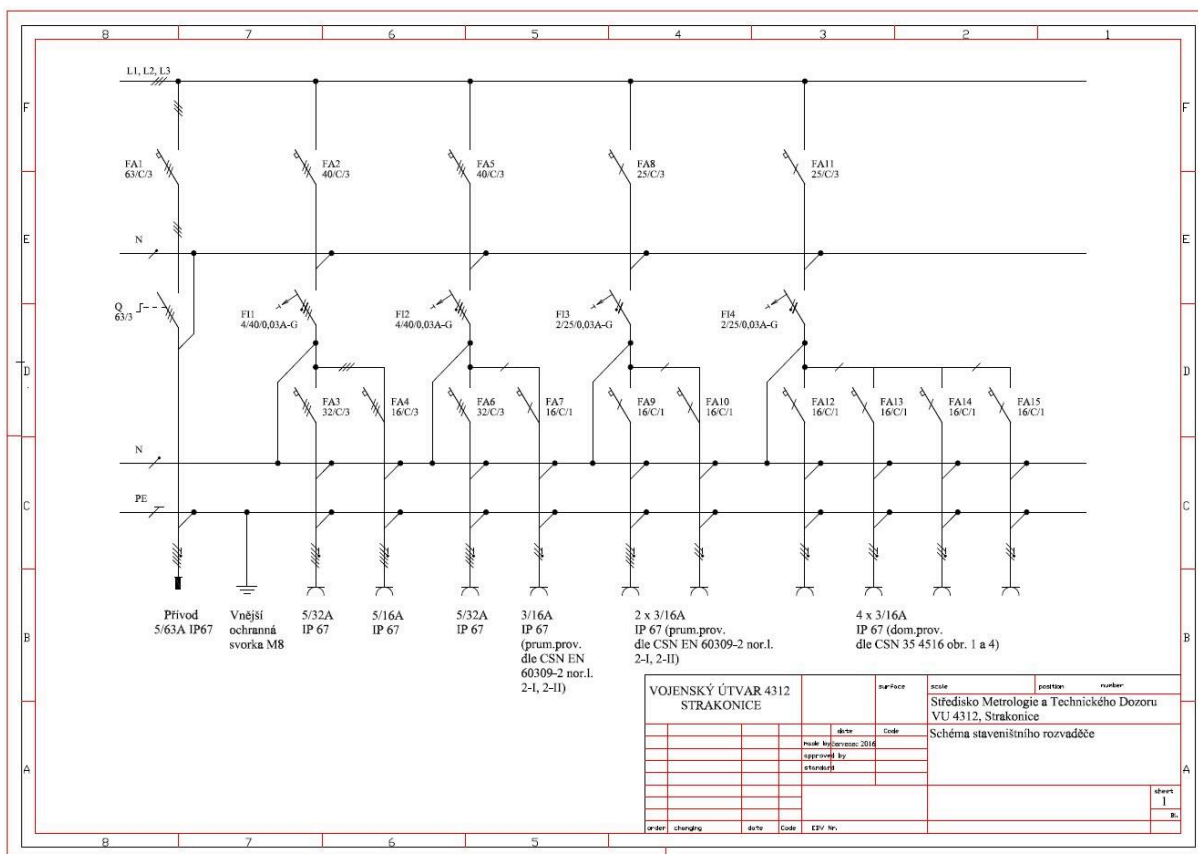 8 7 6 5 4 3 2 1
L1, L2, L3
F F
FA1
63/C/3
FA2
40/C/3
FA5
40/C/3
FA8
25/C/3
FA11
25/C/3
E E
N
Q
63/3
FI1
4/40/0,03A-G
FI2
4/40/0,03A-G
FI3
2/25/0,03A-G
FI4
2/25/0,03A-G
D D
FA3
32/C/3
FA4
16/C/3
FA6
32/C/3
FA7
16/C/1
FA9
16/C/1
FA10
16/C/1
FA12
16/C/1
FA13
16/C/1
FA14
16/C/1
FA15
16/C/1
N
PE
C C
Přívod
5/63A IP67
Vnější
ochranná
svorka M8
5/32A
IP 67
5/16A
IP 67
5/32A
IP 67
3/16A
IP 67
(prum.prov.
dle CSN EN
60309-2 nor.l.
2-I, 2-II)
2 x 3/16A
IP 67 (prum.prov.
dle CSN EN 60309-2 nor.l.
2-I, 2-II)
4 x 3/16A
IP 67 (dom.prov.
dle CSN 35 4516 obr. 1 a 4)
B B
VOJENSKÝ ÚTVAR 4312
STRAKONICE
surface scale position number
Středisko Metrologie a Technického Dozoru
VU 4312, Strakonice
date Code
Schéma staveništního rozvaděče
made by červenec 2016
approved by
standard
A A
sheet
1
BL
order changing date Code EDV Nr.
8 7 6 5